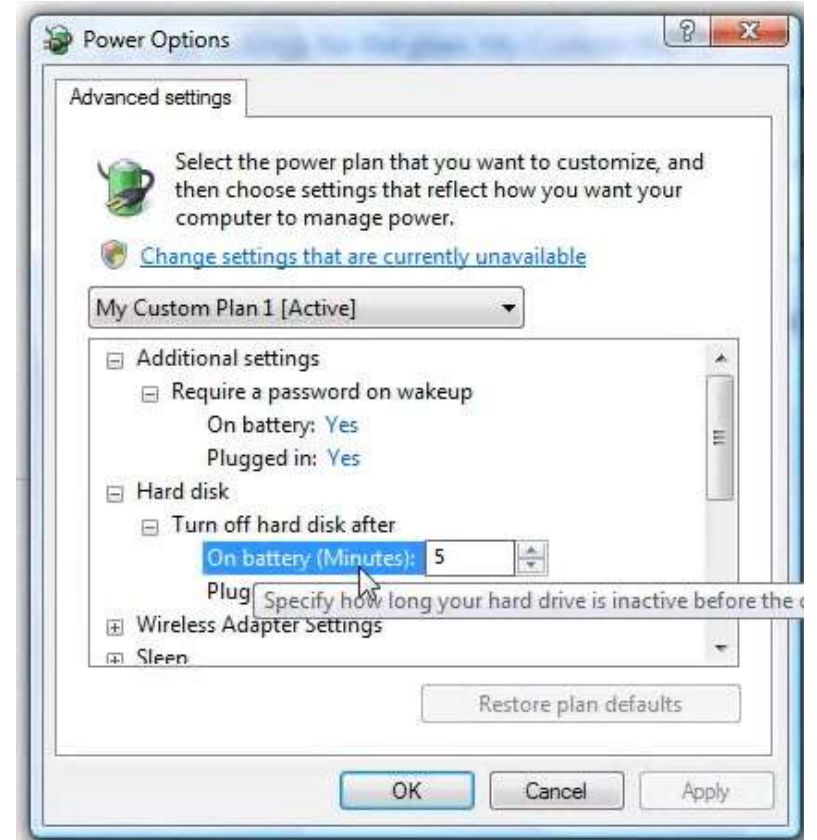 Power Options
Advanced settings
Select the power plan that you want to customize, and
then choose settings that reflect how you want your
computer to manage power.
Change settings that are currently unavailable
My Custom Plan 1 [Active]
Additional settings
Require a password on wakeup
On battery: Yes
Plugged in: Yes
Hard disk
Turn off hard disk after
On battery (Minutes): 5
Plug
Specify how long your hard drive is inactive before the
Wireless Adapter Settings
Sleep
Restore plan defaults
OK Cancel Apply